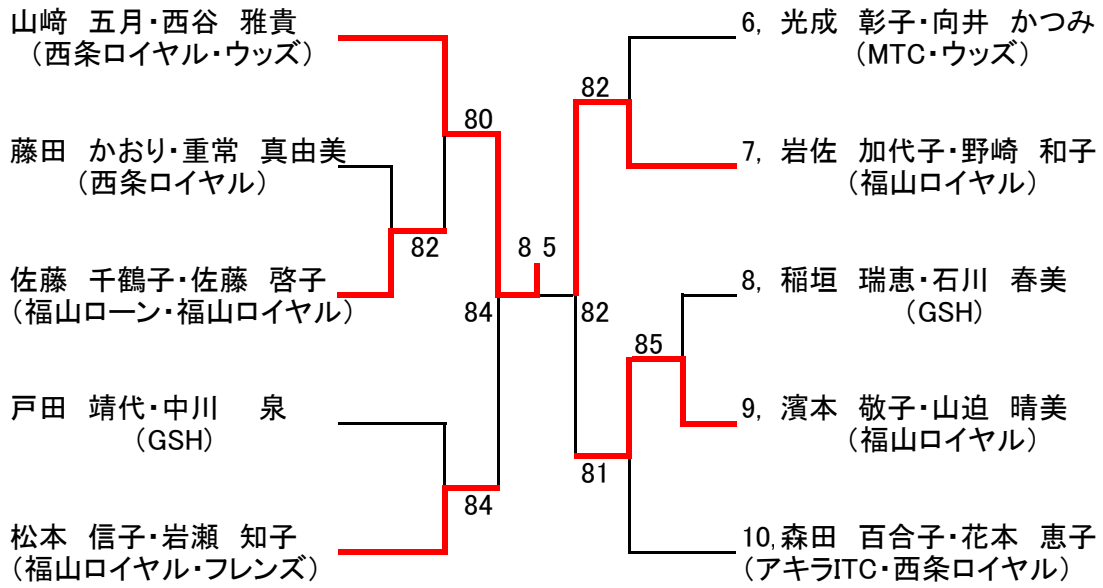 山﨑　五月・西谷　雅貴
（西条ロイヤル・ウッズ）
80
藤田　かおり・重常　真由美
（西条ロイヤル）
82
佐藤　千鶴子・佐藤　啓子
（福山ローン・福山ロイヤル）
84
戸田　靖代・中川　泉
（GSH）
84
松本　信子・岩瀬　知子
（福山ロイヤル・フレンズ）
8 5
6, 光成　彰子・向井　かつみ
（MTC・ウッズ）
82
7, 岩佐　加代子・野崎　和子
（福山ロイヤル）
82
8, 稲垣　瑞恵・石川　春美
（GSH）
85
9, 濱本　敬子・山迫　晴美
（福山ロイヤル）
81
10,森田　百合子・花本　恵子
（アキラITC・西条ロイヤル）